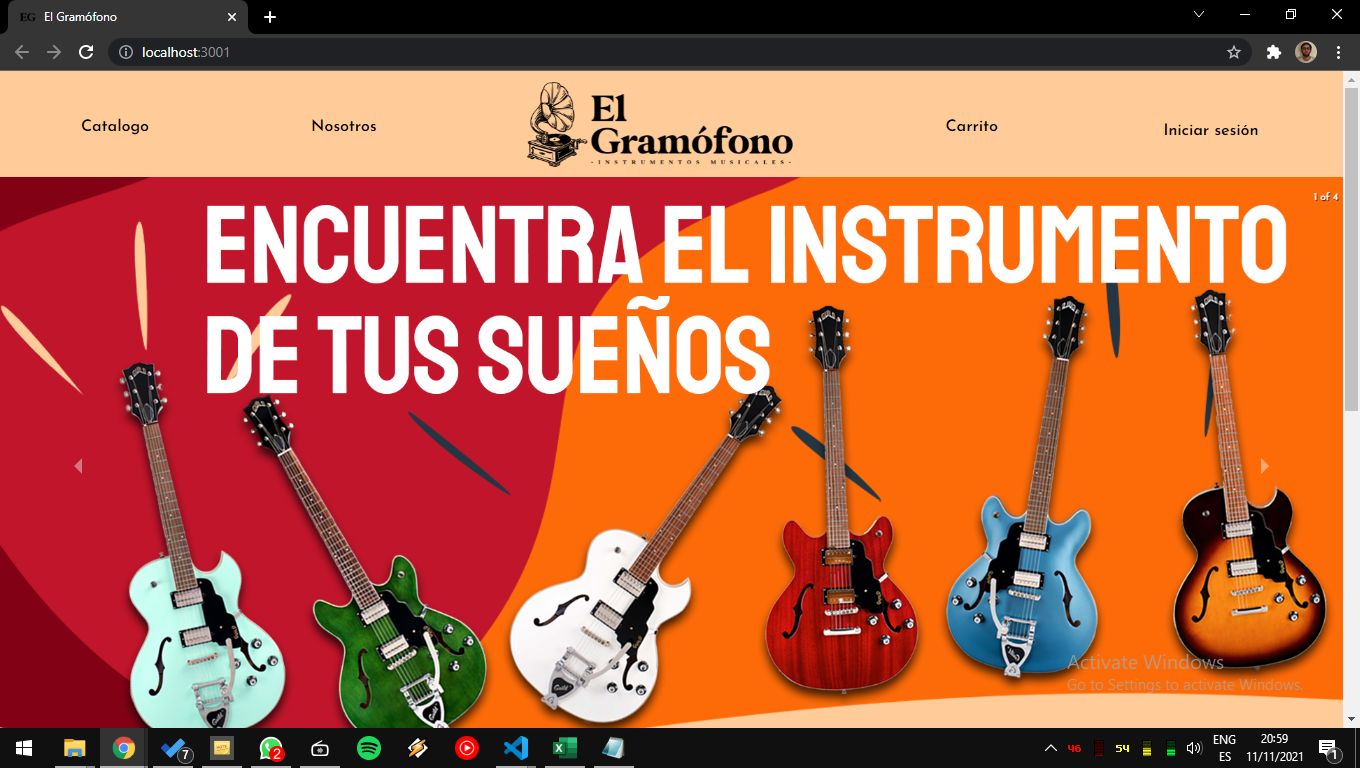 EG El Gramófono
localhost:3001
Catalogo
Nosotros
El
Gramófono
-INSTRUMENTOS MUSICALES-
Carrito
Iniciar sesión
1 of 4
ENCUENTRA EL INSTRUMENTO
DE TUS SUEÑOS
Activate Windows
Go to Settings to activate Windows.
7
2
46
54
ENG
ES
20:59
11/11/2021
1